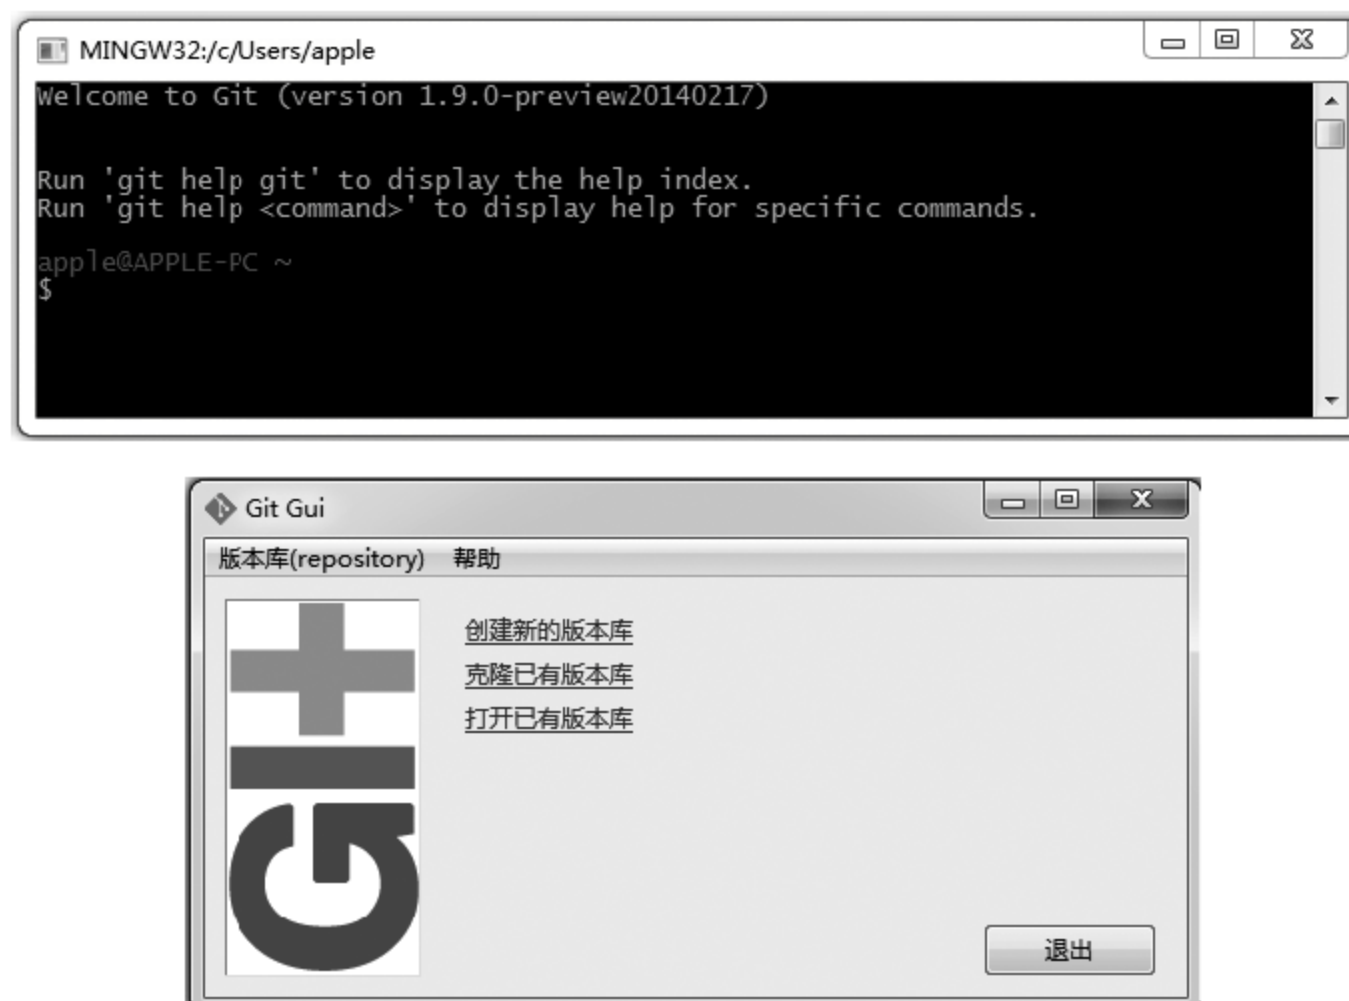 MINGW32:/c/Users/apple
Welcome to Git (version 1.9.0-preview20140217)
Run 'git help git' to display the help index.
Run 'git help <command>' to display help for specific commands.
apple@APPLE-PC ~
$
Git Gui
版本库(repository) 帮助
创建新的版本库
克隆已有版本库
打开已有版本库
GIT
退出